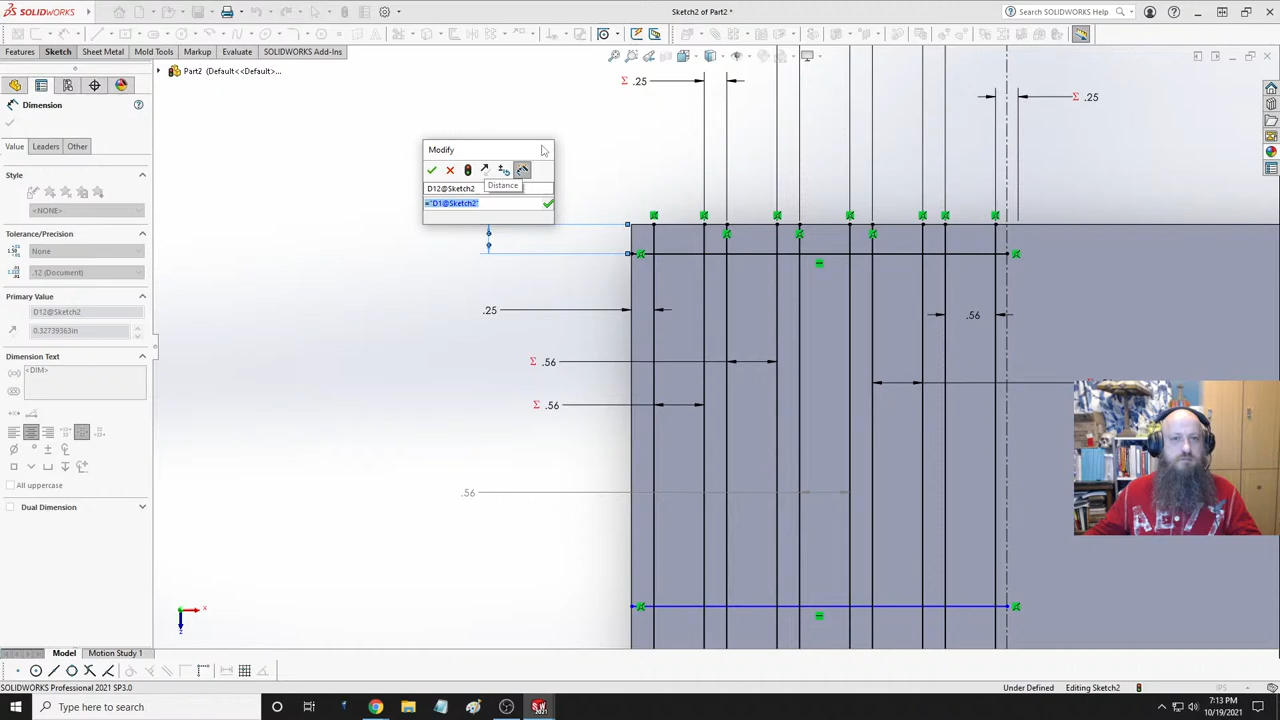 SOLIDWORKS
Sketch2 of Part2 *
Search SOLIDWORKS Help
Features
Sketch
Sheet Metal
Mold Tools
Markup
Evaluate
SOLIDWORKS Add-Ins
Part2 (Default<<Default>...
Dimension
Value
Leaders
Other
Style
<NONE>
Tolerance/Precision
None
.12 (Document)
Primary Value
D12@Sketch2
0.32739363in
Dimension Text
<DIM>
All uppercase
Dual Dimension
Modify
Distance
D12@Sketch2
="D1@Sketch2"
Σ .25
Σ .25
.25
.56
Σ .56
Σ .56
.56
x
z
Model
Motion Study 1
SOLIDWORKS Professional 2021 SP3.0
Under Defined
Editing Sketch2
IPS
Type here to search
7:13 PM
10/19/2021